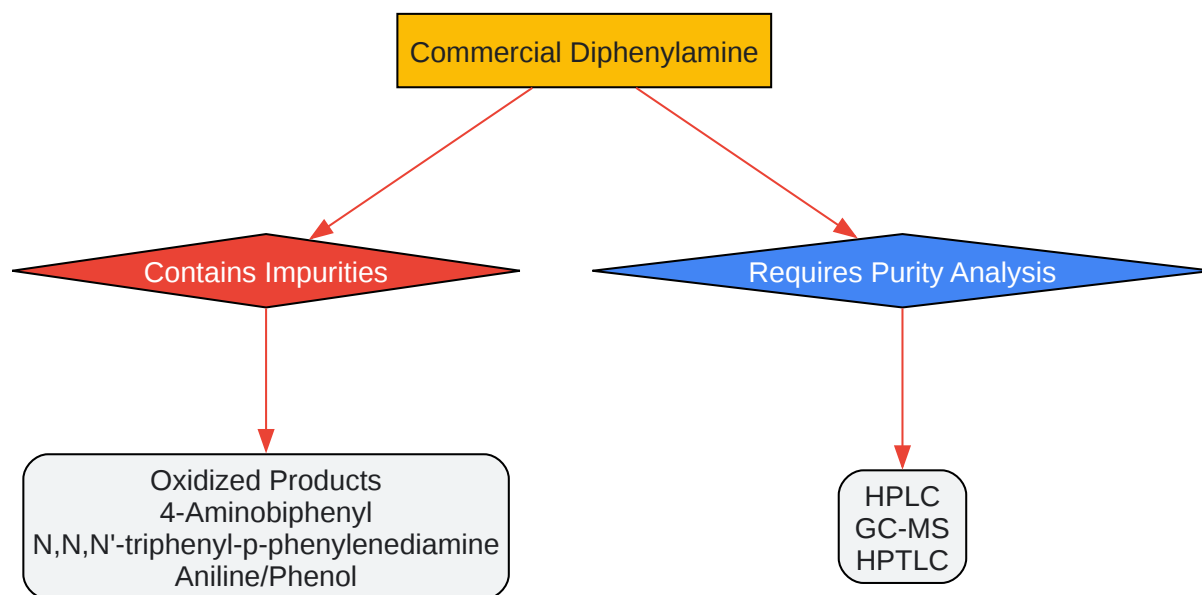 Commercial Diphenylamine
Contains Impurities
Requires Purity Analysis
Oxidized Products
4-Aminobiphenyl
N,N,N'-triphenyl-p-phenylenediamine
Aniline/Phenol
HPLC
GC-MS
HPTLC